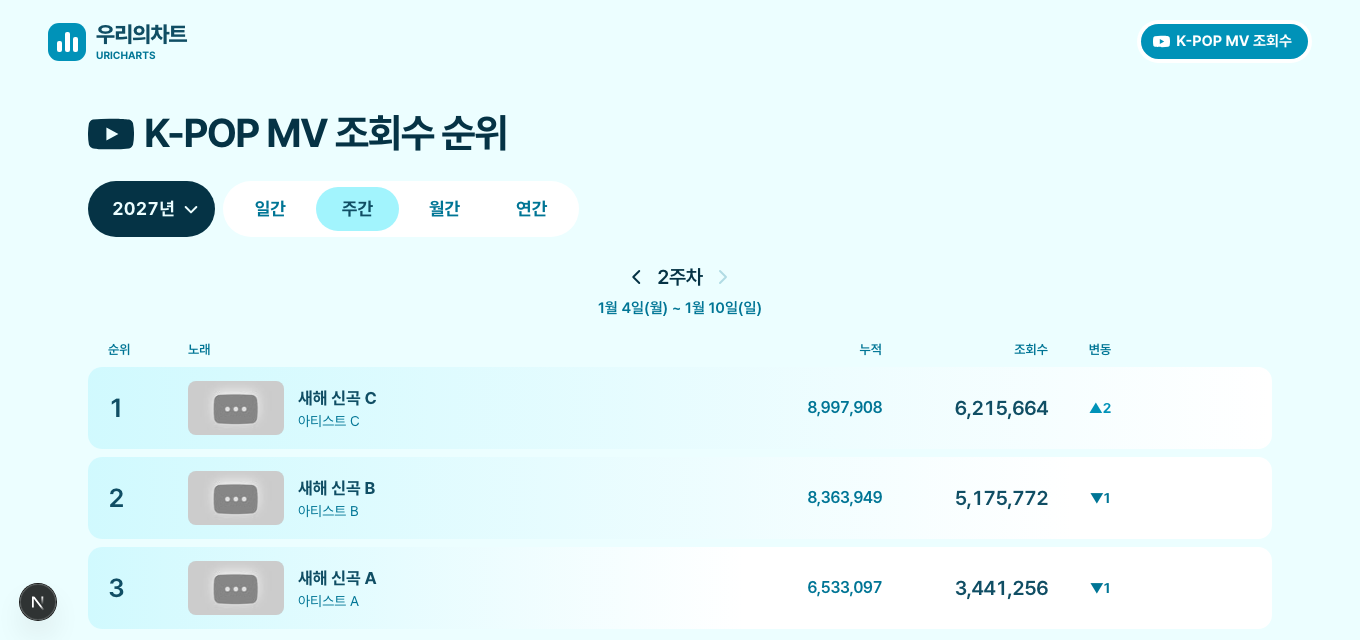 우리의차트
URICHARTS
K-POP MV 조회수
K-POP MV 조회수 순위
2027년
일간 주간 월간 연간
2주차
1월 4일(월) ~ 1월 10일(일)
순위 노래 누적 조회수 변동
1 새해 신곡 C 8,997,908 6,215,664 ▲2
아티스트 C
2 새해 신곡 B 8,363,949 5,175,772 ▼1
아티스트 B
3 새해 신곡 A 6,533,097 3,441,256 ▼1
아티스트 A
N